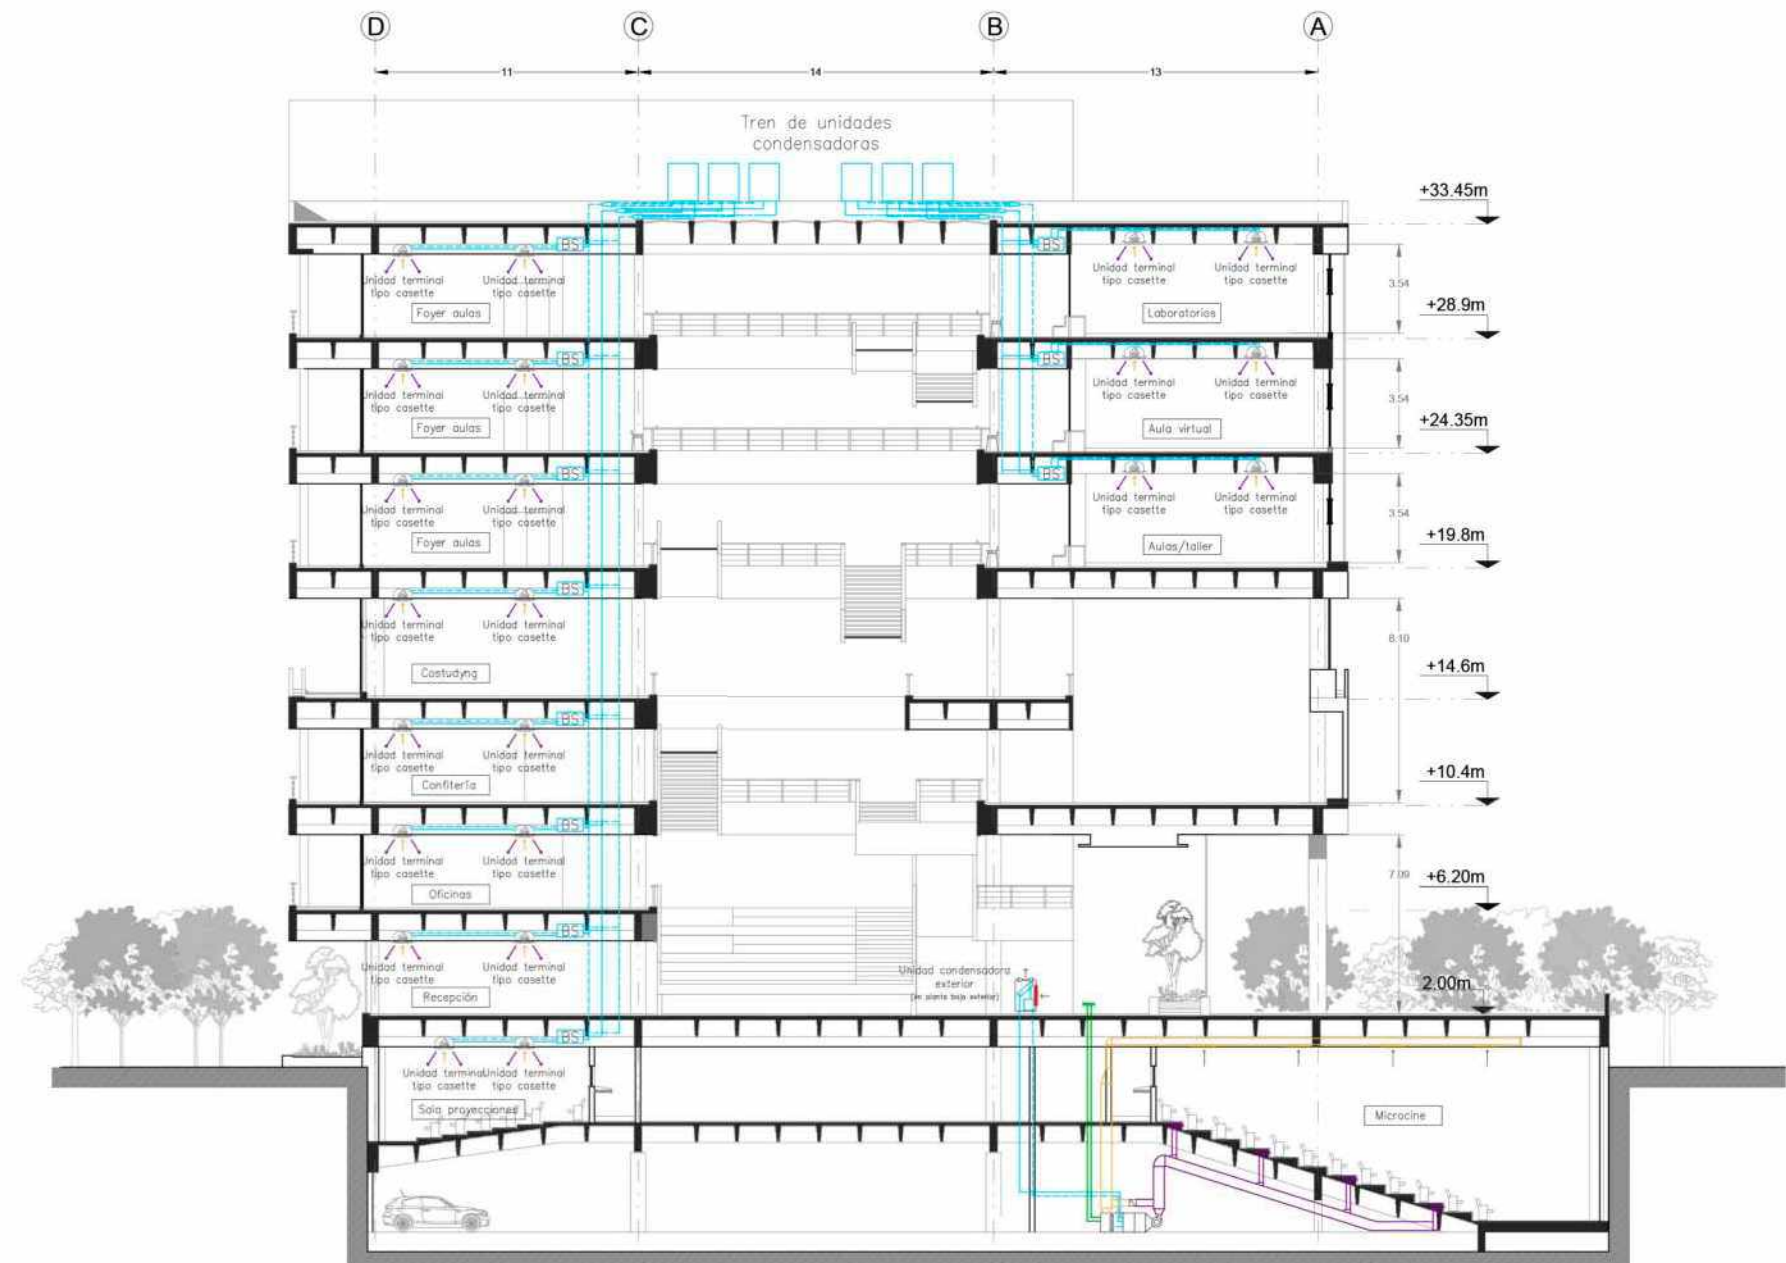 D
C
B
A
11
14
13
Tren de unidades
condensadoras
+33.45m
BS
BS
Unidad terminal
tipo casette
Unidad terminal
tipo casette
Unidad terminal
tipo casette
Unidad terminal
tipo casette
Foyer aulas
Laboratorios
3.54
+28.9m
BS
BS
Unidad terminal
tipo casette
Unidad terminal
tipo casette
Unidad terminal
tipo casette
Unidad terminal
tipo casette
Foyer aulas
Aula virtual
3.54
+24.35m
BS
BS
Unidad terminal
tipo casette
Unidad terminal
tipo casette
Unidad terminal
tipo casette
Unidad terminal
tipo casette
Foyer aulas
Aulas/taller
3.54
+19.8m
BS
Unidad terminal
tipo casette
Unidad terminal
tipo casette
Costudyng
8.10
+14.6m
BS
Unidad terminal
tipo casette
Unidad terminal
tipo casette
Confitería
+10.4m
BS
Unidad terminal
tipo casette
Unidad terminal
tipo casette
Oficinas
7.09
+6.20m
BS
Unidad terminal
tipo casette
Unidad terminal
tipo casette
Recepción
Unidad condensadora
exterior
(en planta baja exterior)
2.00m
BS
Unidad terminal
tipo casette
Unidad terminal
tipo casette
Sala proyecciones
Microcine